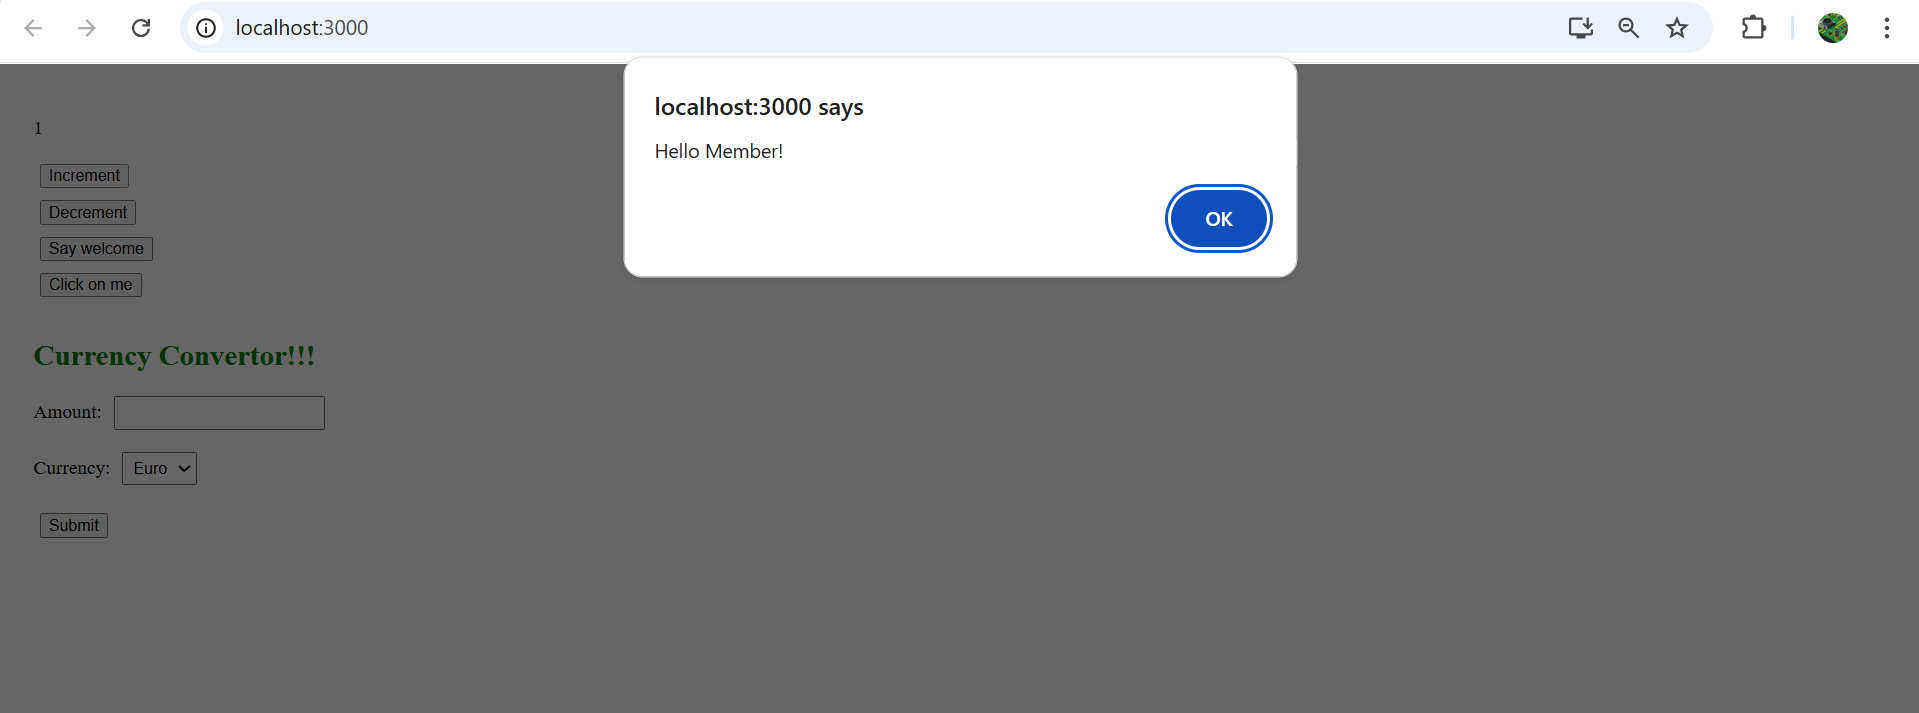 localhost:3000
localhost:3000 says
Hello Member!
OK
1
Increment
Decrement
Say welcome
Click on me
Currency Convertor!!!
Amount:
Currency: Euro
Submit